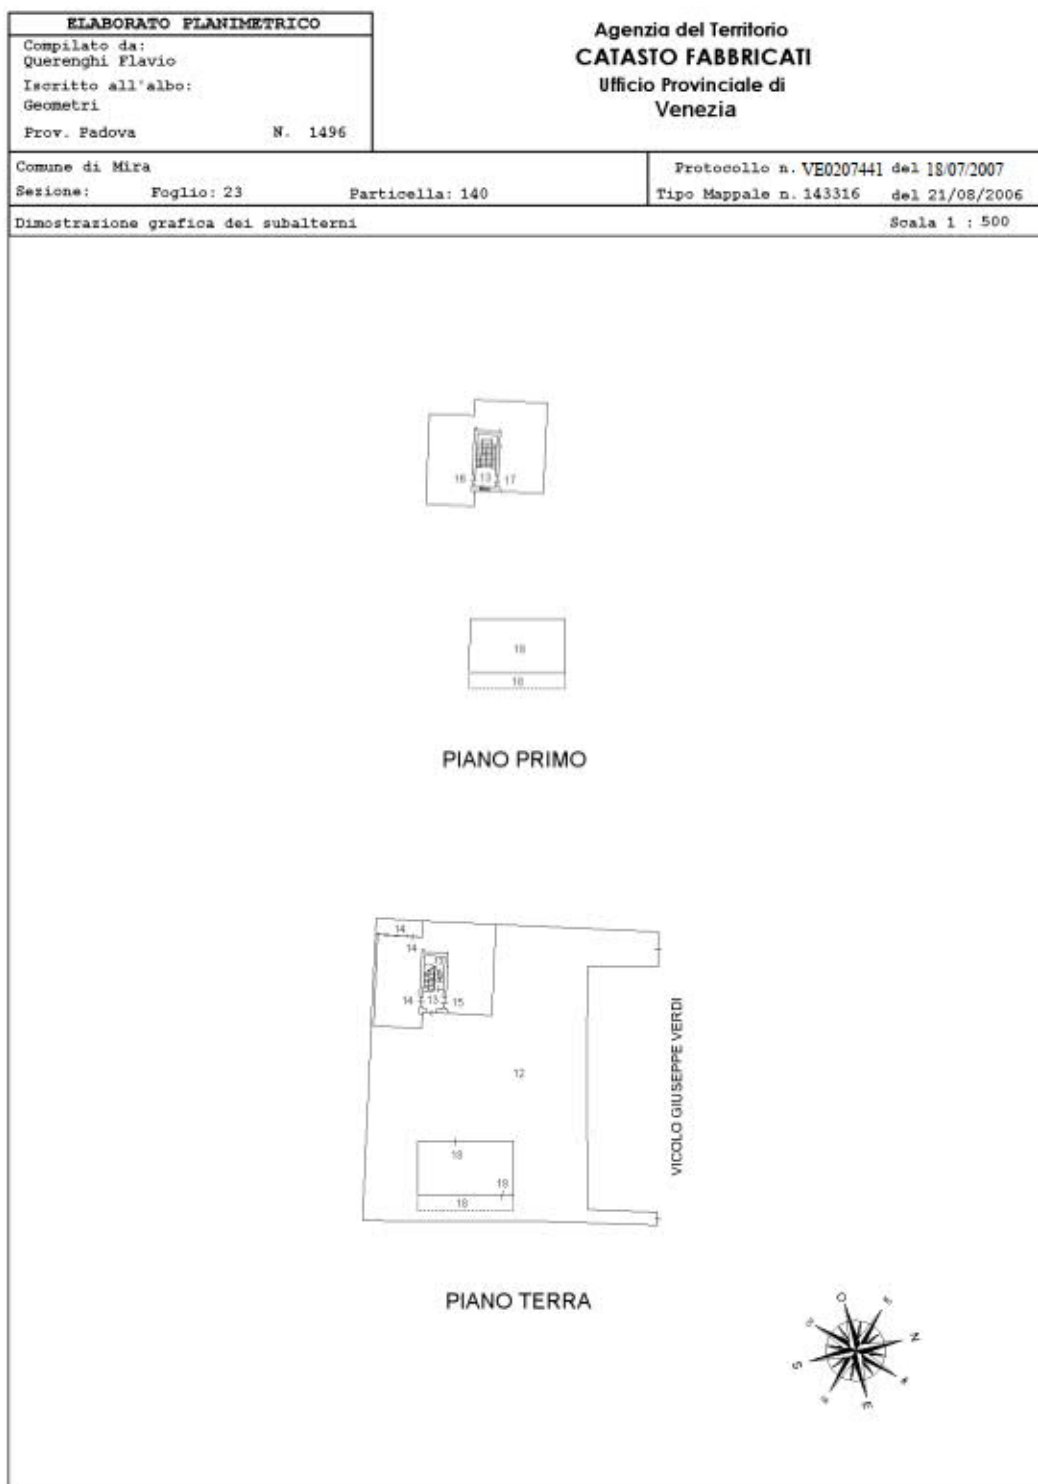 ELABORATO PLANIMETRICO
Compilato da:
Querenghi Flavio
Iscritto all'albo:
Geometri
Prov. Padova N. 1496
Agenzia del Territorio
CATASTO FABBRICATI
Ufficio Provinciale di
Venezia
Comune di Mira
Sezione: Foglio: 23 Particella: 140
Protocollo n. VE0207441 del 18/07/2007
Tipo Mappale n. 143316 del 21/08/2006
Dimostrazione grafica dei subalterni
Scala 1 : 500
16 13 17
18
18
PIANO PRIMO
14
14
14 13 15
12
VICOLO GIUSEPPE VERDI
18
18
18
PIANO TERRA
O
N
S
E